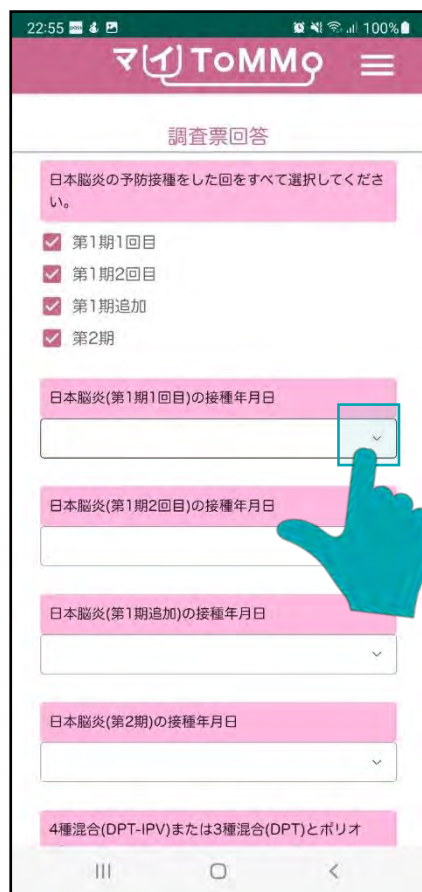 22:55 100%
マイToMMo
調査票回答
日本脳炎の予防接種をした回をすべて選択してくださ
い。
第1期1回目
第1期2回目
第1期追加
第2期
日本脳炎(第1期1回目)の接種年月日
日本脳炎(第1期2回目)の接種年月日
日本脳炎(第1期追加)の接種年月日
日本脳炎(第2期)の接種年月日
4種混合(DPT-IPV)または3種混合(DPT)とポリオ